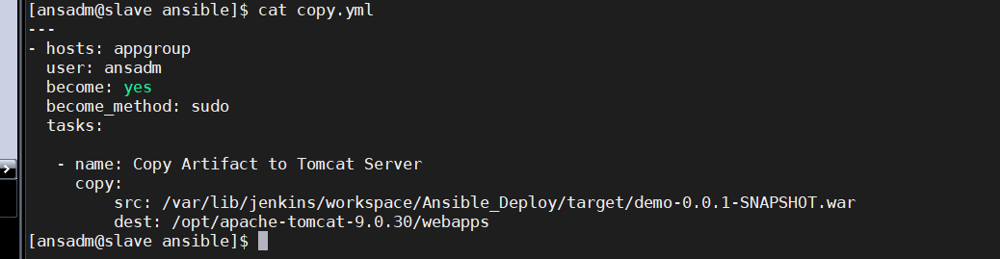 [ansadm@slave ansible]$ cat copy.yml
---
- hosts: appgroup
  user: ansadm
  become: yes
  become_method: sudo
  tasks:

   - name: Copy Artifact to Tomcat Server
     copy:
         src: /var/lib/jenkins/workspace/Ansible_Deploy/target/demo-0.0.1-SNAPSHOT.war
         dest: /opt/apache-tomcat-9.0.30/webapps
[ansadm@slave ansible]$